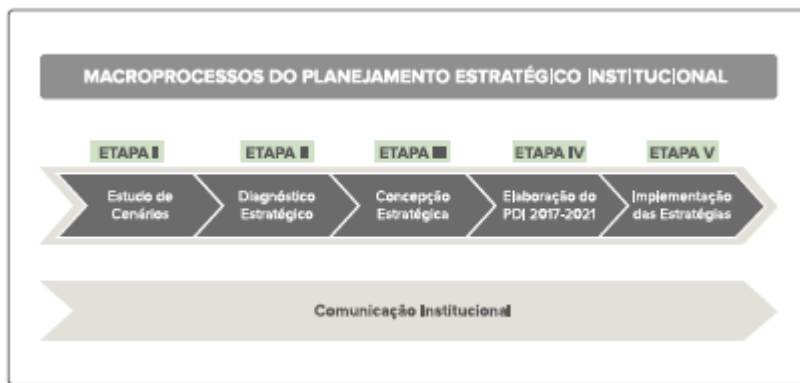 MACROPROCESSOS DO PLANEJAMENTO ESTRATÉGICO INSTITUCIONAL
ETAPA I
ETAPA II
ETAPA III
ETAPA IV
ETAPA V
Estudo de
Cenários
Diagnóstico
Estratégico
Concepção
Estratégica
Elaboração do
PDI 2017-2021
Implementação
das Estratégias
Comunicação Institucional